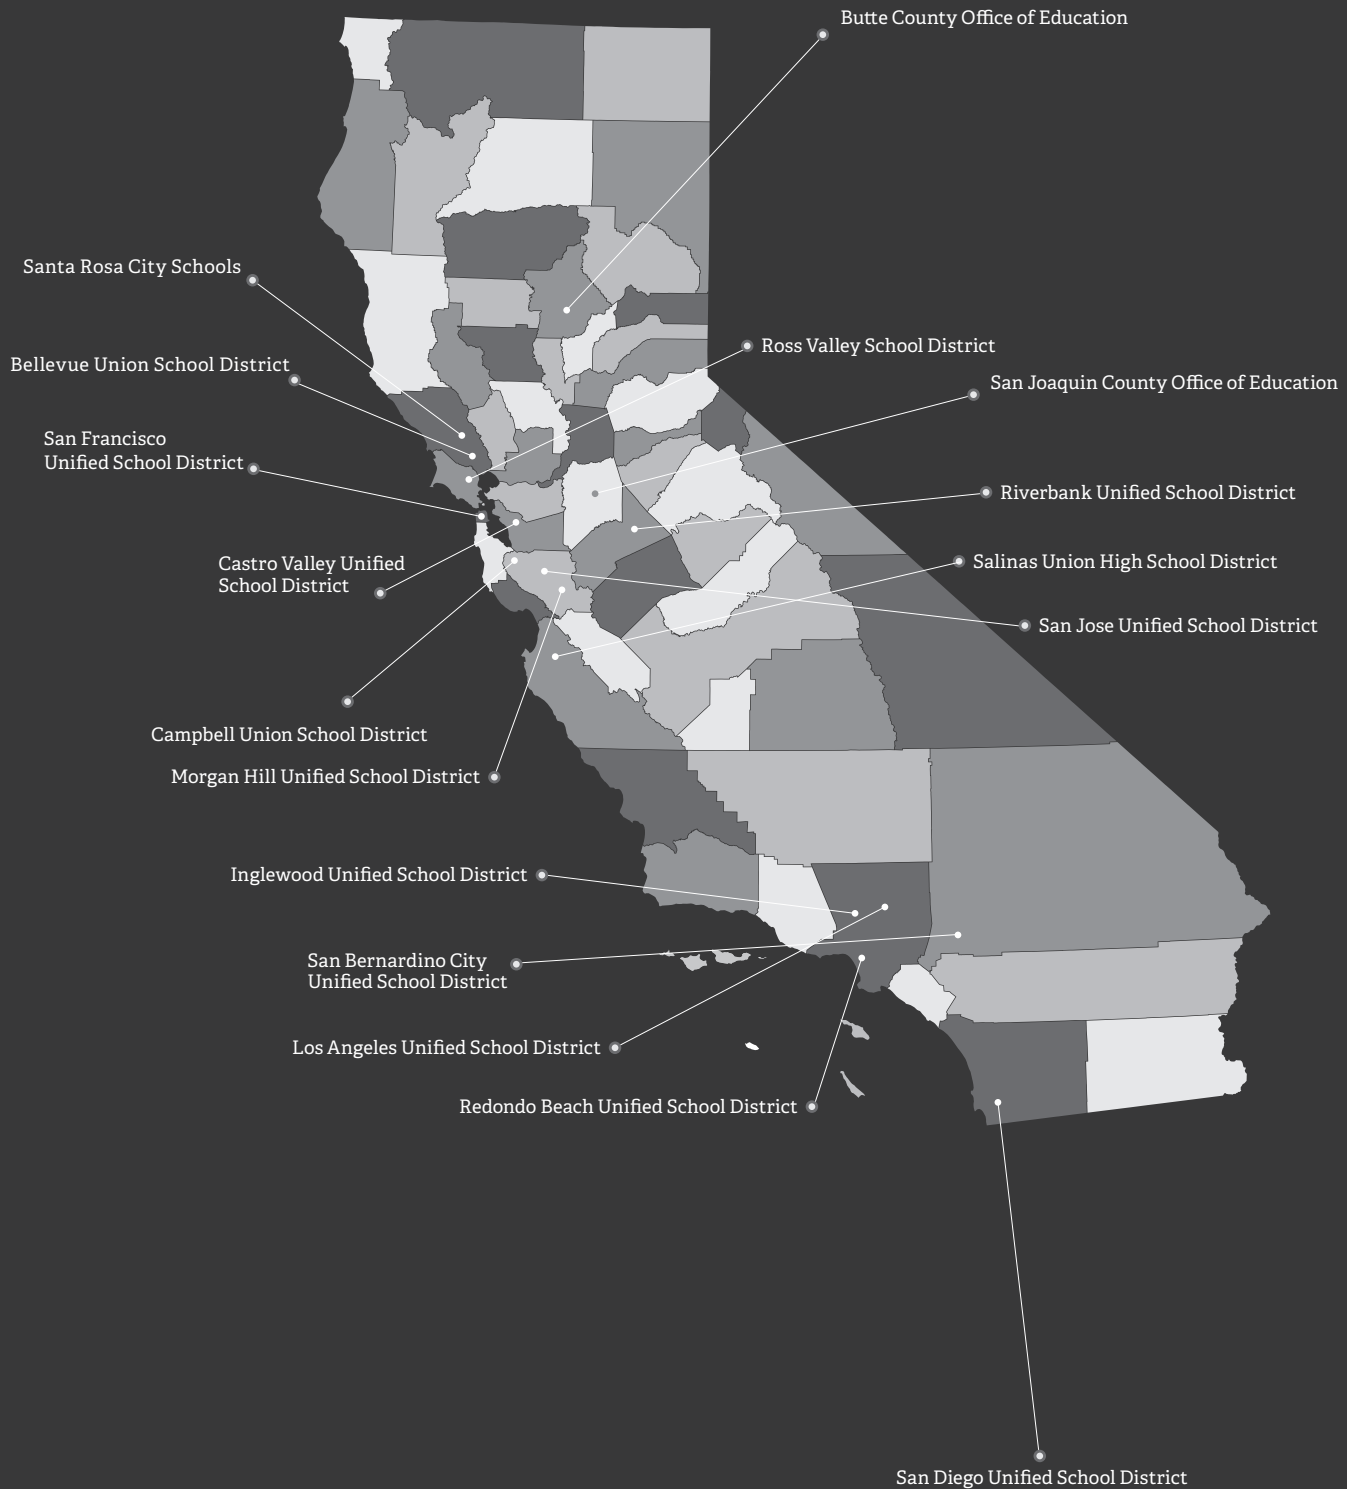 Butte County Office of Education
Santa Rosa City Schools
Ross Valley School District
Bellevue Union School District
San Joaquin County Office of Education
San Francisco
Unified School District
Riverbank Unified School District
Castro Valley Unified
School District
Salinas Union High School District
San Jose Unified School District
Campbell Union School District
Morgan Hill Unified School District
Inglewood Unified School District
San Bernardino City
Unified School District
Los Angeles Unified School District
Redondo Beach Unified School District
San Diego Unified School District